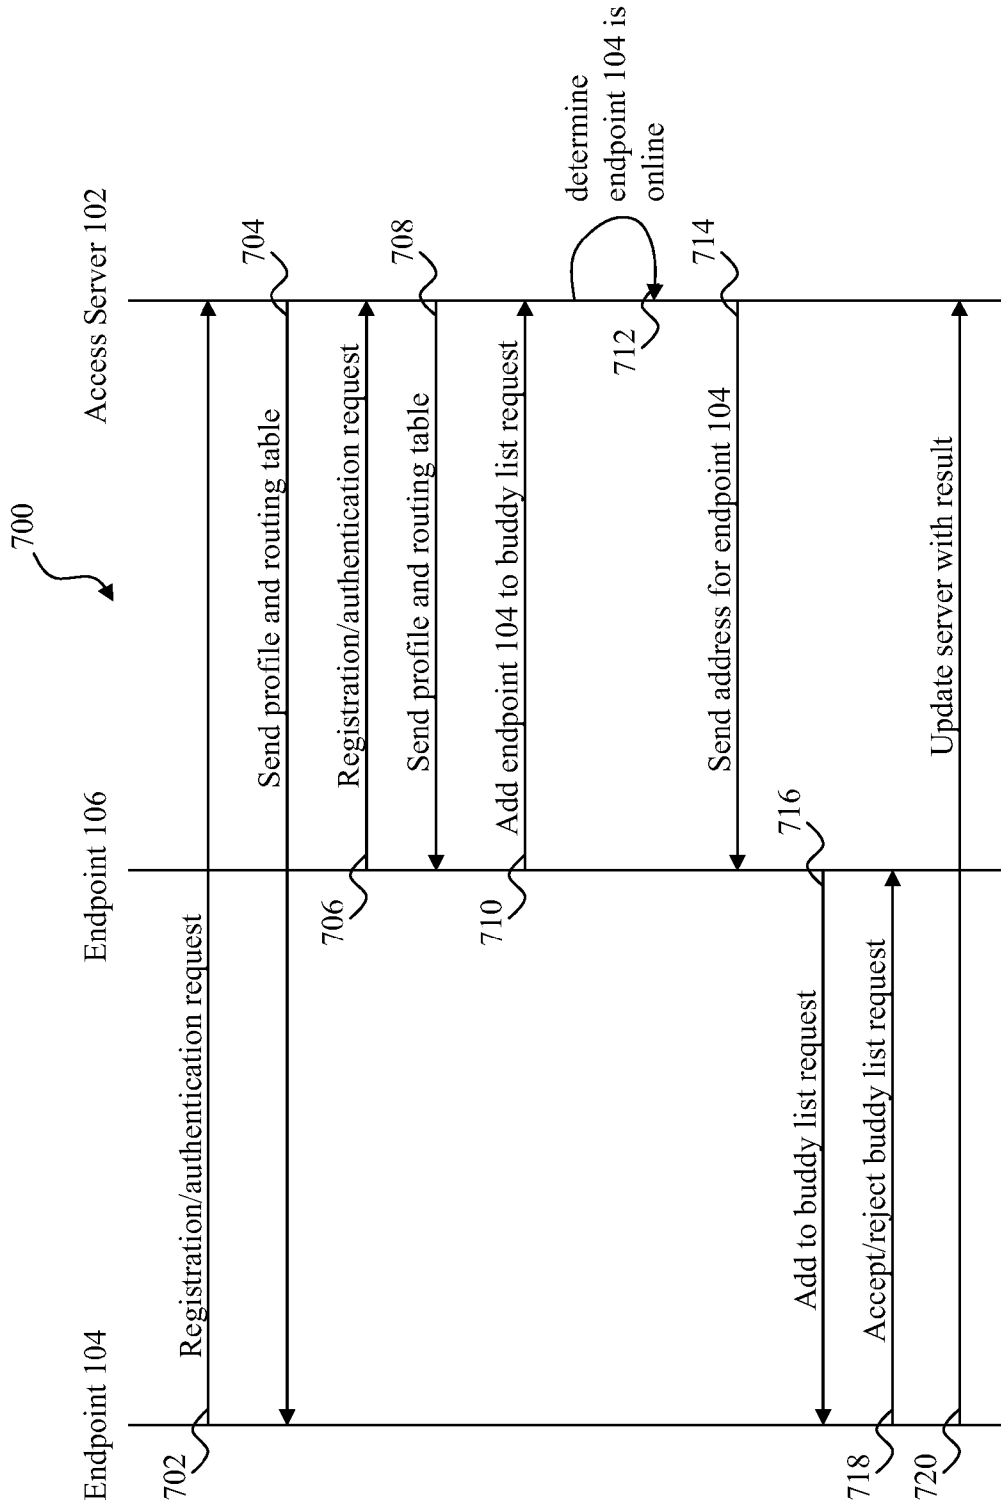 700
Endpoint 104
Endpoint 106
Access Server 102
702
Registration/authentication request
Send profile and routing table
704
706
Registration/authentication request
Send profile and routing table
708
710
Add endpoint 104 to buddy list request
determine
endpoint 104 is
online
712
Send address for endpoint 104
714
Add to buddy list request
716
718
Accept/reject buddy list request
720
Update server with result